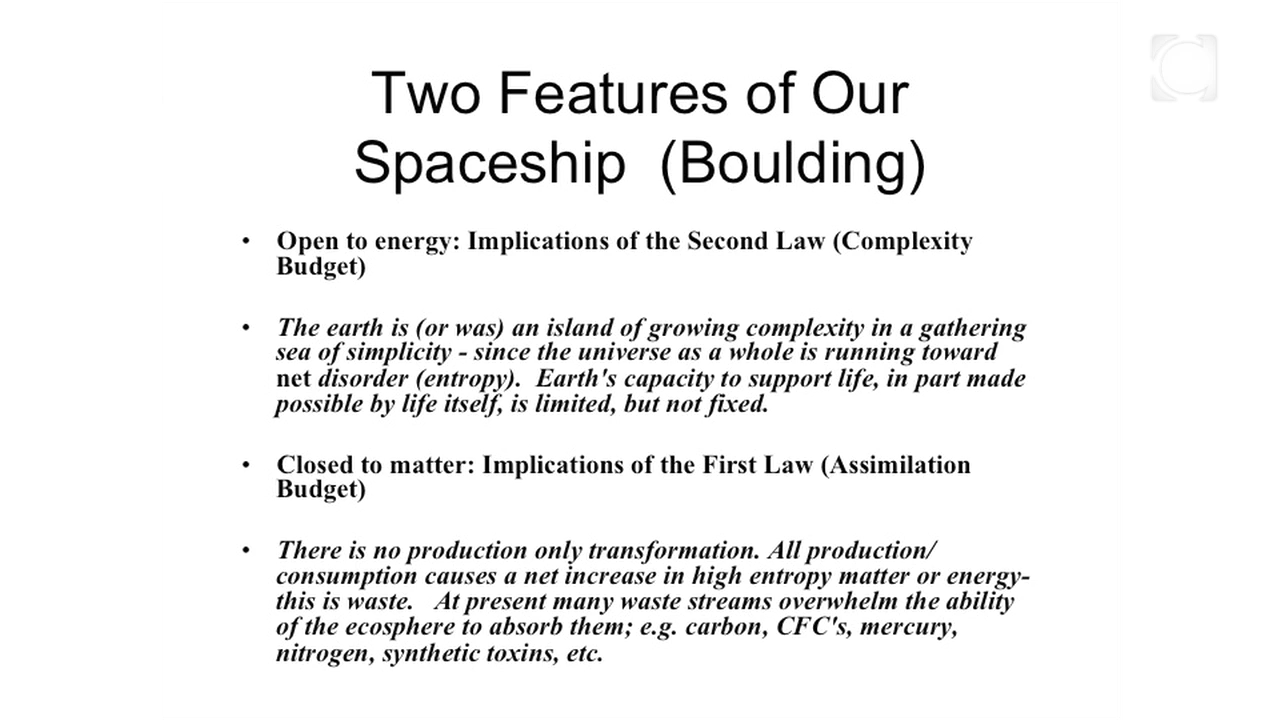 Two Features of Our
Spaceship (Boulding)
• Open to energy: Implications of the Second Law (Complexity
Budget)
• The earth is (or was) an island of growing complexity in a gathering
sea of simplicity - since the universe as a whole is running toward
net disorder (entropy). Earth's capacity to support life, in part made
possible by life itself, is limited, but not fixed.
• Closed to matter: Implications of the First Law (Assimilation
Budget)
• There is no production only transformation. All production/
consumption causes a net increase in high entropy matter or energy-
this is waste. At present many waste streams overwhelm the ability
of the ecosphere to absorb them; e.g. carbon, CFC's, mercury,
nitrogen, synthetic toxins, etc.